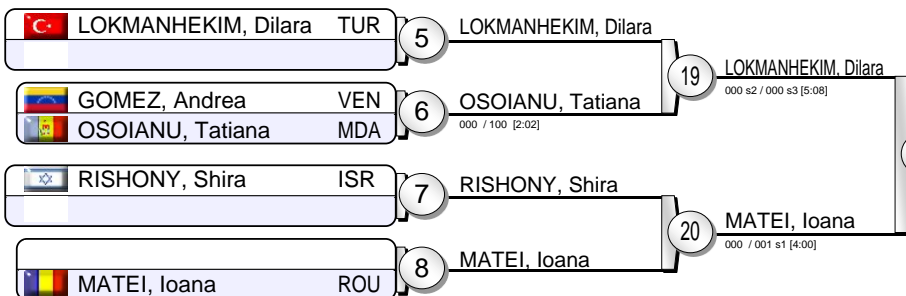 LOKMANHEKIM, Dilara TUR
5
LOKMANHEKIM, Dilara
GOMEZ, Andrea VEN
OSOIANU, Tatiana MDA
6
OSOIANU, Tatiana
000 / 100 [2:02]
19
LOKMANHEKIM, Dilara
000 s2 / 000 s3 [5:08]
RISHONY, Shira ISR
7
RISHONY, Shira
MATEI, Ioana ROU
8
MATEI, Ioana
20
MATEI, Ioana
000 / 001 s1 [4:00]